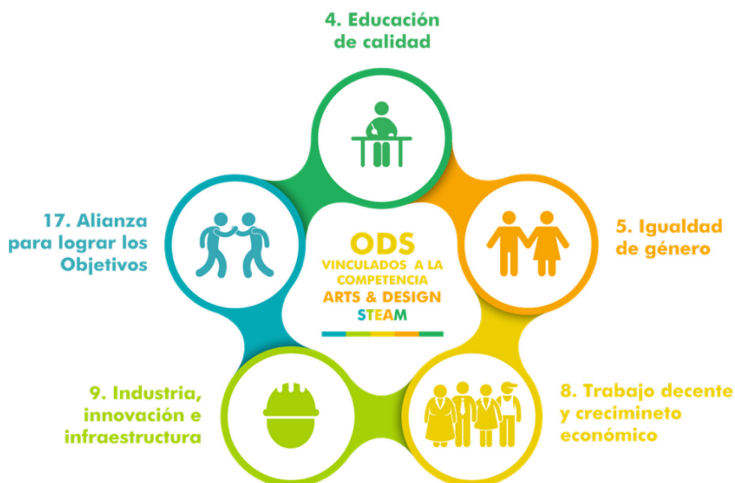 4. Educación
de calidad
17. Alianza
para lograr los
Objetivos
ODS
VINCULADOS A LA
COMPETENCIA
ARTS & DESIGN
STEAM
5. Igualdad
de género
9. Industria,
innovación e
infraestructura
8. Trabajo decente
y crecimineto
económico